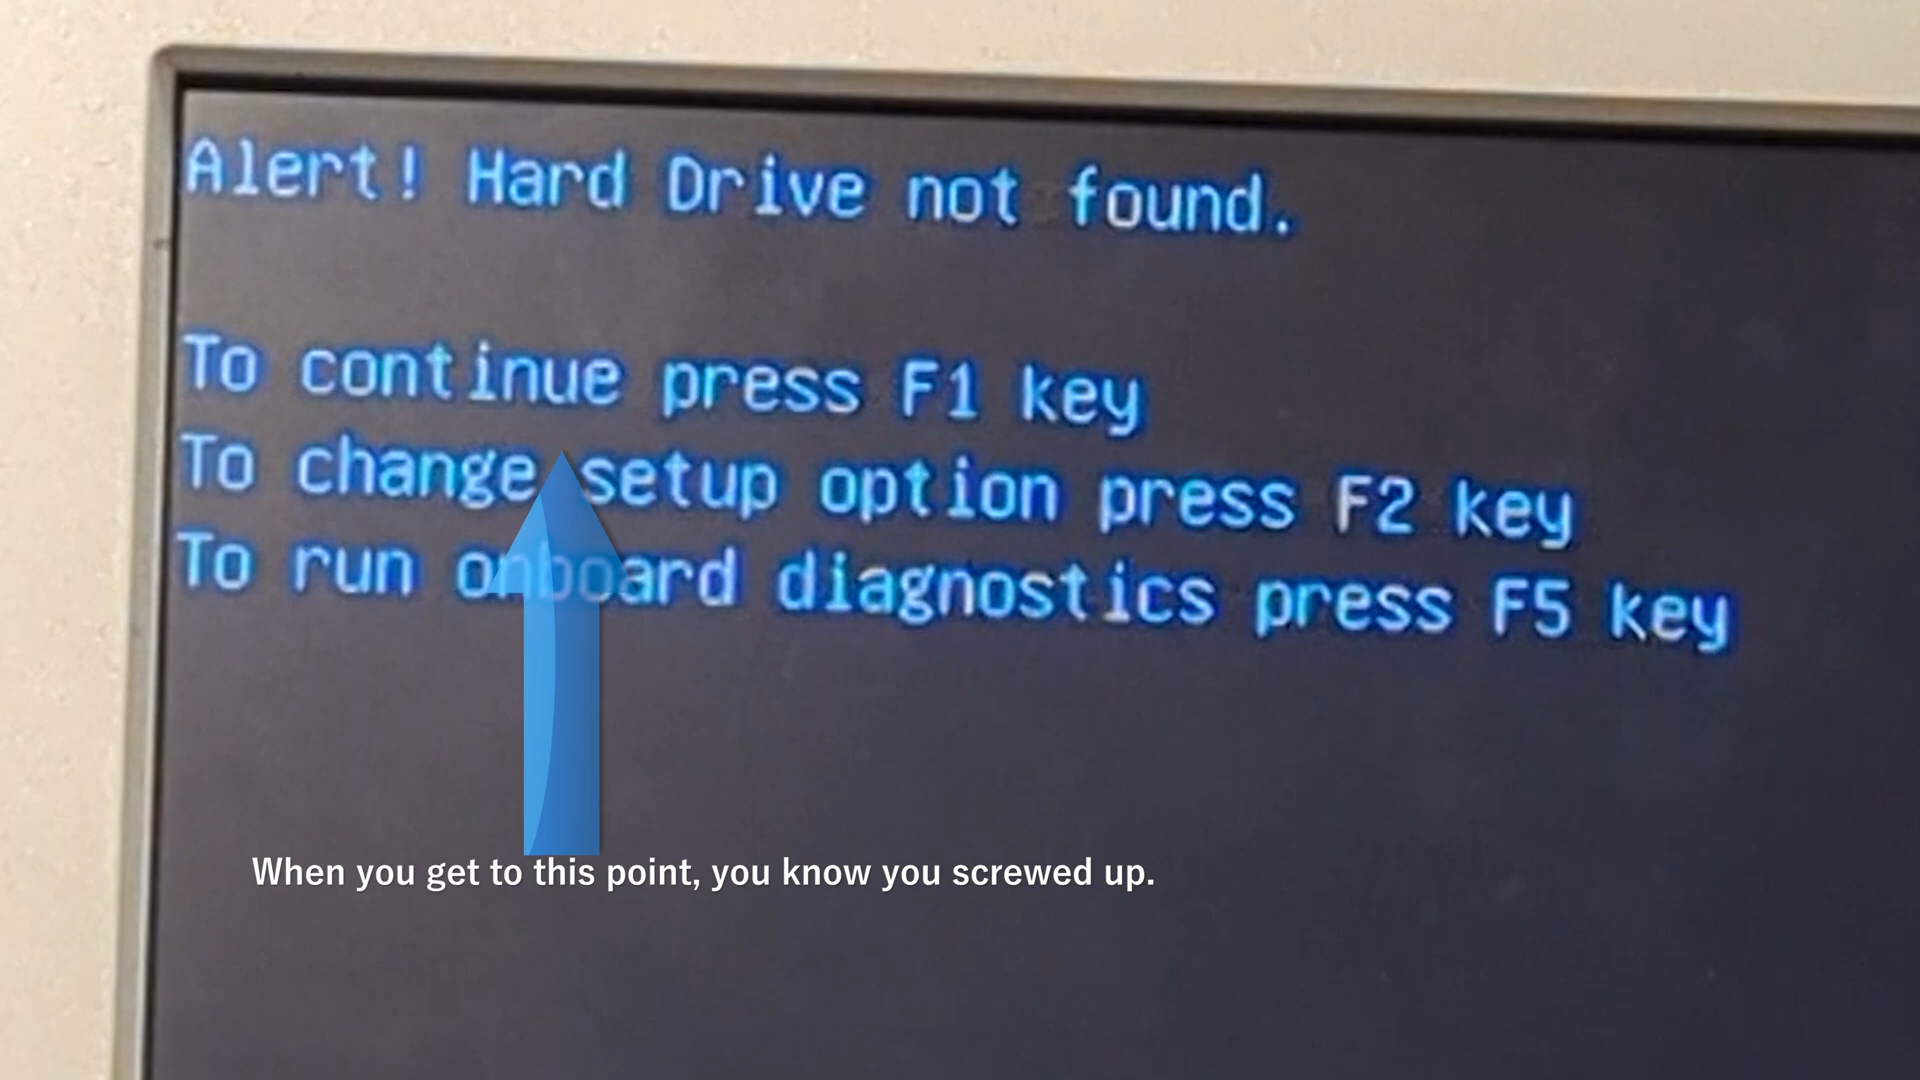 Alert! Hard Drive not found.
To continue press F1 key
To change setup option press F2 key
To run onboard diagnostics press F5 key
When you get to this point, you know you screwed up.